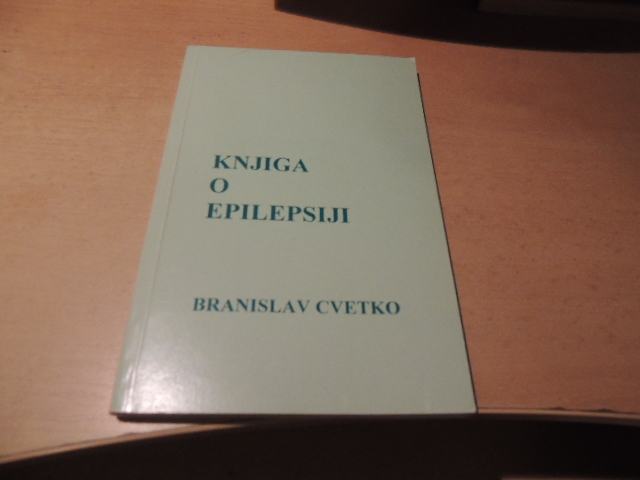 KNJIGA
O
EPILEPSIJI
BRANISLAV CVETKO